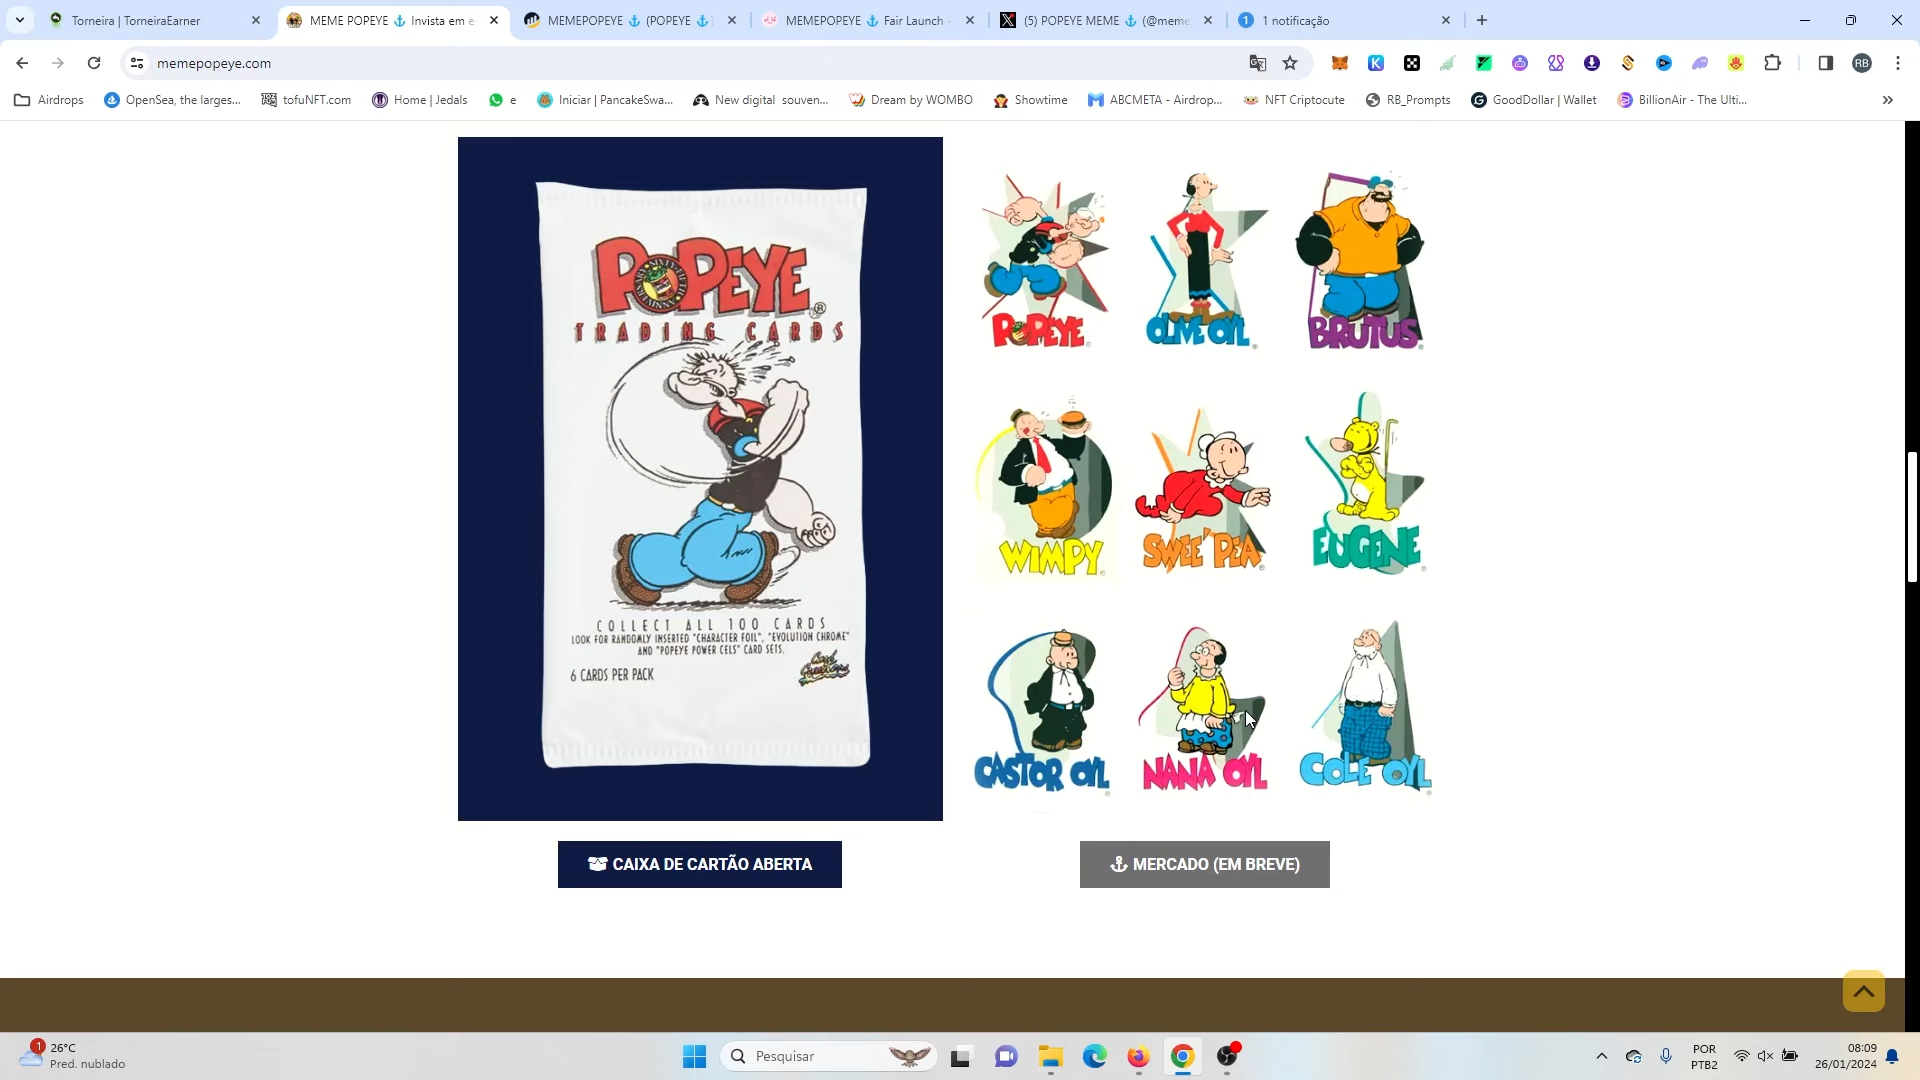 Torneira | TorneiraEarner
MEME POPEYE ⚓ Invista em e
MEMEPOPEYE ⚓ (POPEYE ⚓
MEMEPOPEYE ⚓ Fair Launch
(5) POPEYE MEME ⚓ (@meme
1 1 notificação
memepopeye.com
RB
Airdrops
OpenSea, the larges...
tofuNFT.com
Home | Jedals
e
Iniciar | PancakeSwa...
New digital souven...
Dream by WOMBO
Showtime
ABCMETA - Airdrop...
NFT Criptocute
RB_Prompts
GoodDollar | Wallet
BillionAir - The Ulti...
POPEYE®
TRADING CARDS
COLLECT ALL 100 CARDS
LOOK FOR RANDOMLY INSERTED "CHARACTER FOIL", "EVOLUTION CHROME"
AND "POPEYE POWER CELS" CARD SETS.
6 CARDS PER PACK
Card Creations
POPEYE
OLIVE OYL
BRUTUS
WIMPY
SWEE'PEA
EUGENE
CASTOR OYL
NANA OYL
COLE OYL
CAIXA DE CARTÃO ABERTA
MERCADO (EM BREVE)
1
26°C
Pred. nublado
Pesquisar
POR
PTB2
08:09
26/01/2024